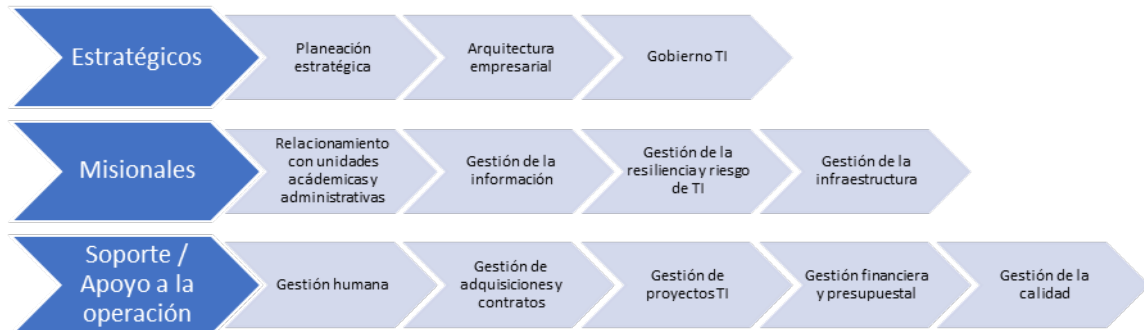 Estratégicos
Planeación
estratégica
Arquitectura
empresarial
Gobierno TI
Misionales
Relacionamiento
con unidades
acádemicas y
administrativas
Gestión de la
información
Gestión de la
resiliencia y riesgo
de TI
Gestión de la
infraestructura
Soporte /
Apoyo a la
operación
Gestión humana
Gestión de
adquisiciones y
contratos
Gestión de
proyectos TI
Gestión financiera
y presupuestal
Gestión de la
calidad